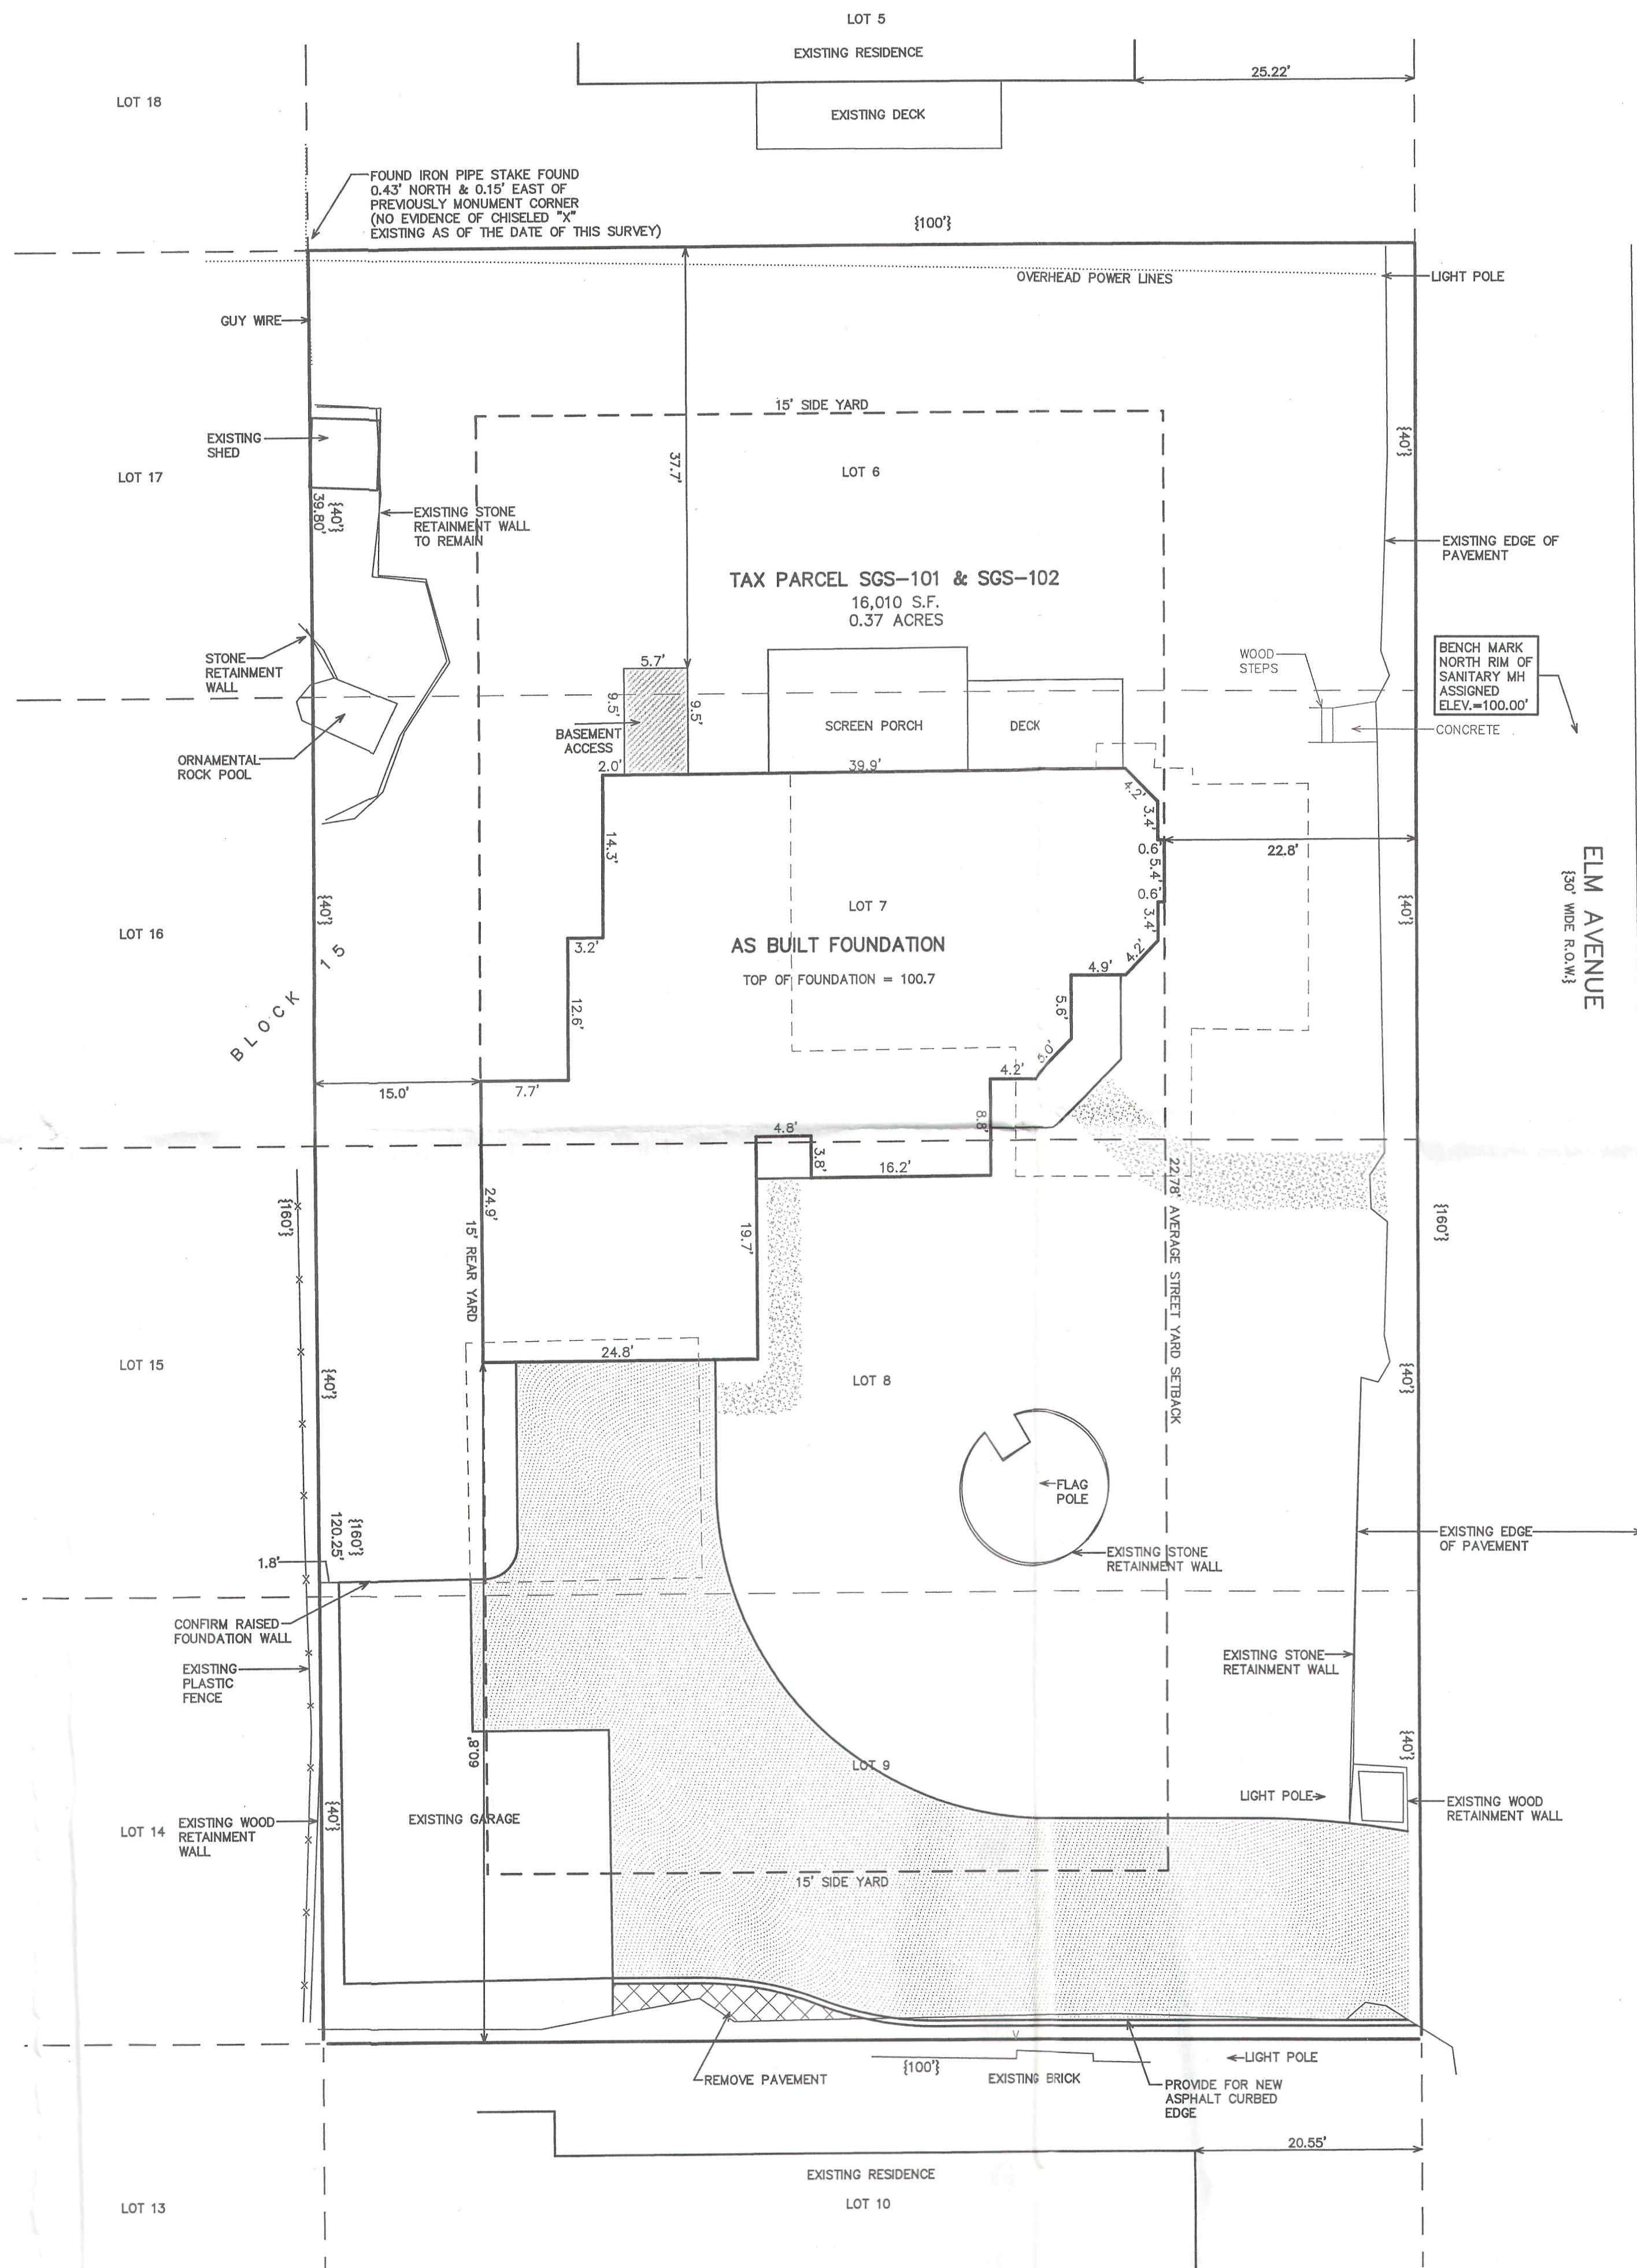 LOT 5
EXISTING RESIDENCE
25.22'
LOT 18
EXISTING DECK
FOUND IRON PIPE STAKE FOUND
0.43' NORTH & 0.15' EAST OF
PREVIOUSLY MONUMENT CORNER
(NO EVIDENCE OF CHISELED "X"
EXISTING AS OF THE DATE OF THIS SURVEY)
{100'}
OVERHEAD POWER LINES
LIGHT POLE
GUY WIRE
15' SIDE YARD
EXISTING
SHED
{40'}
37.7'
LOT 17
LOT 6
39.80'
{40'}
EXISTING STONE
RETAINMENT WALL
TO REMAIN
EXISTING EDGE OF
PAVEMENT
TAX PARCEL SGS-101 & SGS-102
16,010 S.F.
0.37 ACRES
STONE
RETAINMENT
WALL
5.7'
WOOD
STEPS
BENCH MARK
NORTH RIM OF
SANITARY MH
ASSIGNED
ELEV.=100.00'
9.5'
9.5'
BASEMENT
ACCESS
SCREEN PORCH
DECK
CONCRETE
ORNAMENTAL
ROCK POOL
2.0'
39.9'
4.2'
3.4'
14.3'
0.6'
5.4'
22.8'
0.6'
3.4'
4.2'
ELM AVENUE
{30' WIDE R.O.W.}
{40'}
{40'}
LOT 16
LOT 7
3.2'
AS BUILT FOUNDATION
TOP OF FOUNDATION = 100.7
4.9'
BLOCK 15
12.6'
5.6'
5.0'
15.0'
7.7'
4.2'
8.8'
4.8'
3.8'
16.2'
{160'}
24.9'
15' REAR YARD
19.7'
22.78' AVERAGE STREET YARD SETBACK
{160'}
LOT 15
{40'}
24.8'
LOT 8
{40'}
FLAG
POLE
{160'}
120.25'
1.8'
EXISTING STONE
RETAINMENT WALL
EXISTING EDGE
OF PAVEMENT
CONFIRM RAISED
FOUNDATION WALL
EXISTING
PLASTIC
FENCE
EXISTING STONE
RETAINMENT WALL
60.8'
LOT 9
{40'}
LIGHT POLE
EXISTING WOOD
RETAINMENT WALL
LOT 14
EXISTING WOOD
RETAINMENT
WALL
{40'}
EXISTING GARAGE
15' SIDE YARD
{100'}
LIGHT POLE
REMOVE PAVEMENT
EXISTING BRICK
PROVIDE FOR NEW
ASPHALT CURBED
EDGE
20.55'
EXISTING RESIDENCE
LOT 13
LOT 10